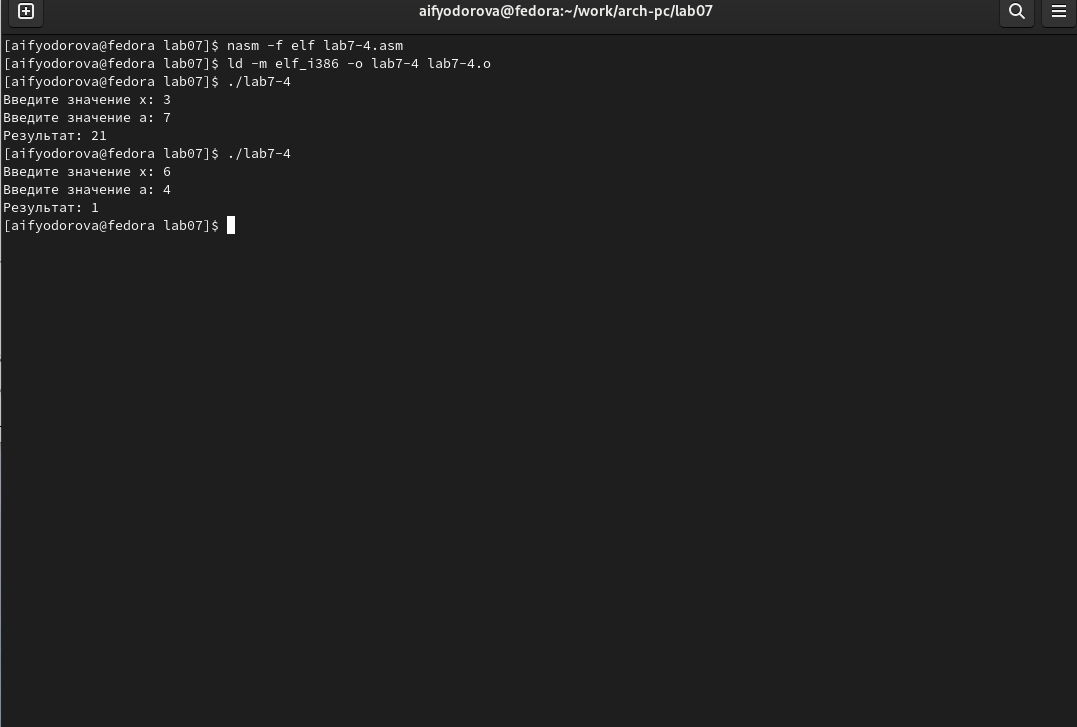 aifyodorova@fedora:~/work/arch-pc/lab07
[aifyodorova@fedora lab07]$ nasm -f elf lab7-4.asm
[aifyodorova@fedora lab07]$ ld -m elf_i386 -o lab7-4 lab7-4.o
[aifyodorova@fedora lab07]$ ./lab7-4
Введите значение x: 3
Введите значение a: 7
Результат: 21
[aifyodorova@fedora lab07]$ ./lab7-4
Введите значение x: 6
Введите значение a: 4
Результат: 1
[aifyodorova@fedora lab07]$